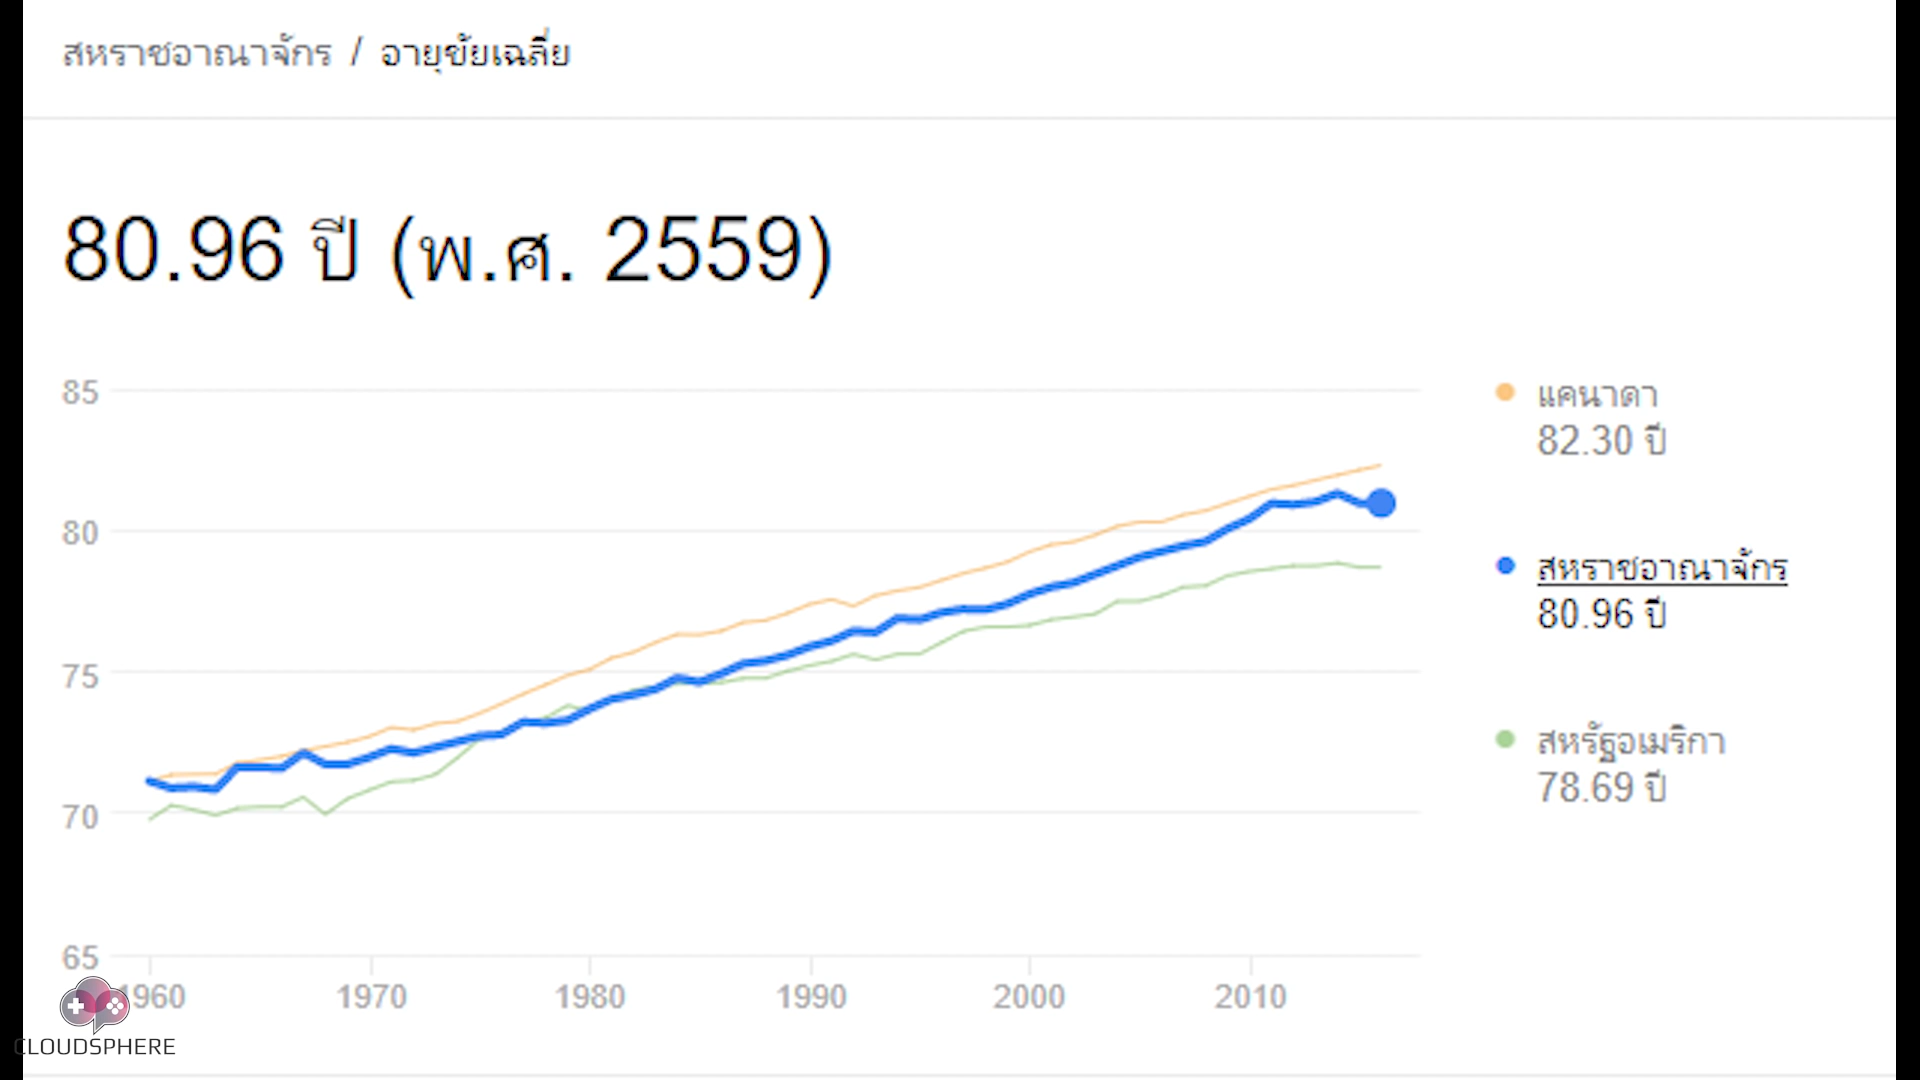 สหราชอาณาจักร / อายุขัยเฉลี่ย
80.96 ปี (พ.ศ. 2559)
85
80
75
70
65
1960 1970 1980 1990 2000 2010
แคนาดา
82.30 ปี
สหราชอาณาจักร
80.96 ปี
สหรัฐอเมริกา
78.69 ปี
CLOUDSPHERE